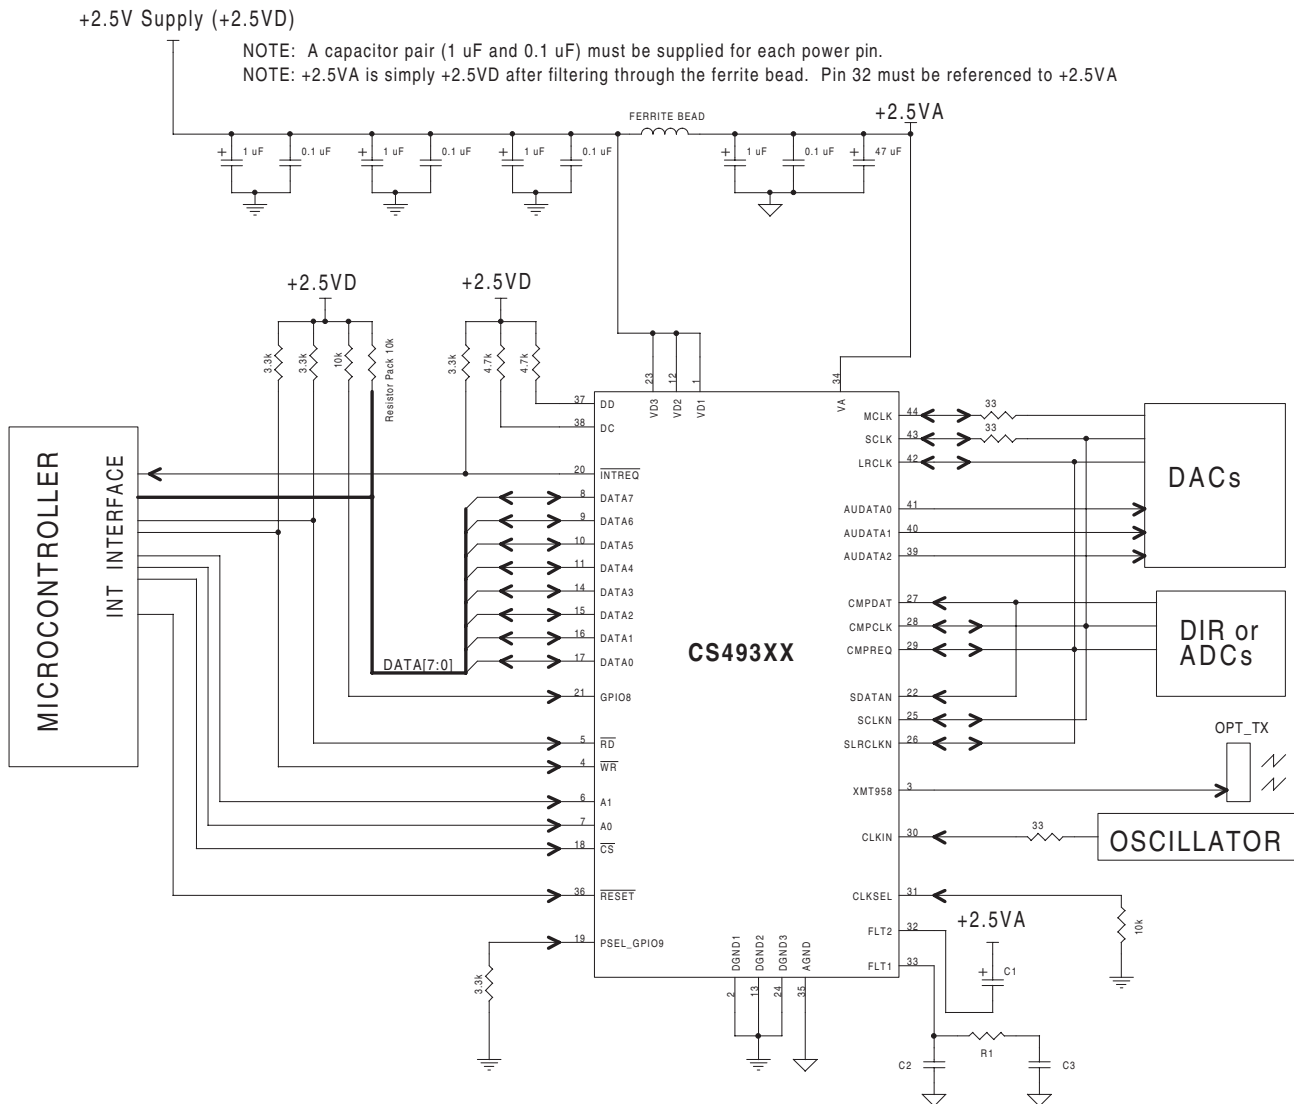 +2.5V Supply (+2.5VD)
NOTE: A capacitor pair (1 uF and 0.1 uF) must be supplied for each power pin.
NOTE: +2.5VA is simply +2.5VD after filtering through the ferrite bead. Pin 32 must be referenced to +2.5VA
FERRITE BEAD
+2.5VA
+ 1 uF
0.1 uF
+ 1 uF
0.1 uF
+ 1 uF
0.1 uF
+ 1 uF
0.1 uF
+ 47 uF
+2.5VD
+2.5VD
3.3k
3.3k
10k
Resistor Pack 10k
3.3k
4.7k
4.7k
23
12
1
34
VD3
VD2
VD1
VA
MICROCONTROLLER
INT INTERFACE
DATA[7:0]
CS493XX
37 DD
38 DC
20 INTREQ
8 DATA7
9 DATA6
10 DATA5
11 DATA4
14 DATA3
15 DATA2
16 DATA1
17 DATA0
21 GPIO8
5 RD
4 WR
6 A1
7 A0
18 CS
36 RESET
19 PSEL_GPIO9
3.3k
MCLK 44 33
SCLK 43 33
LRCLK 42
AUDATA0 41
AUDATA1 40
AUDATA2 39
DACs
CMPDAT 27
CMPCLK 28
CMPREQ 29
DIR or
ADCs
SDATAN 22
SCLKN 25
SLRCLKN 26
OPT_TX
XMT958 3
CLKIN 30 33
OSCILLATOR
CLKSEL 31
10k
+2.5VA
FLT2 32
FLT1 33
+ C1
DGND1
DGND2
DGND3
AGND
2
13
24
35
C2
R1
C3